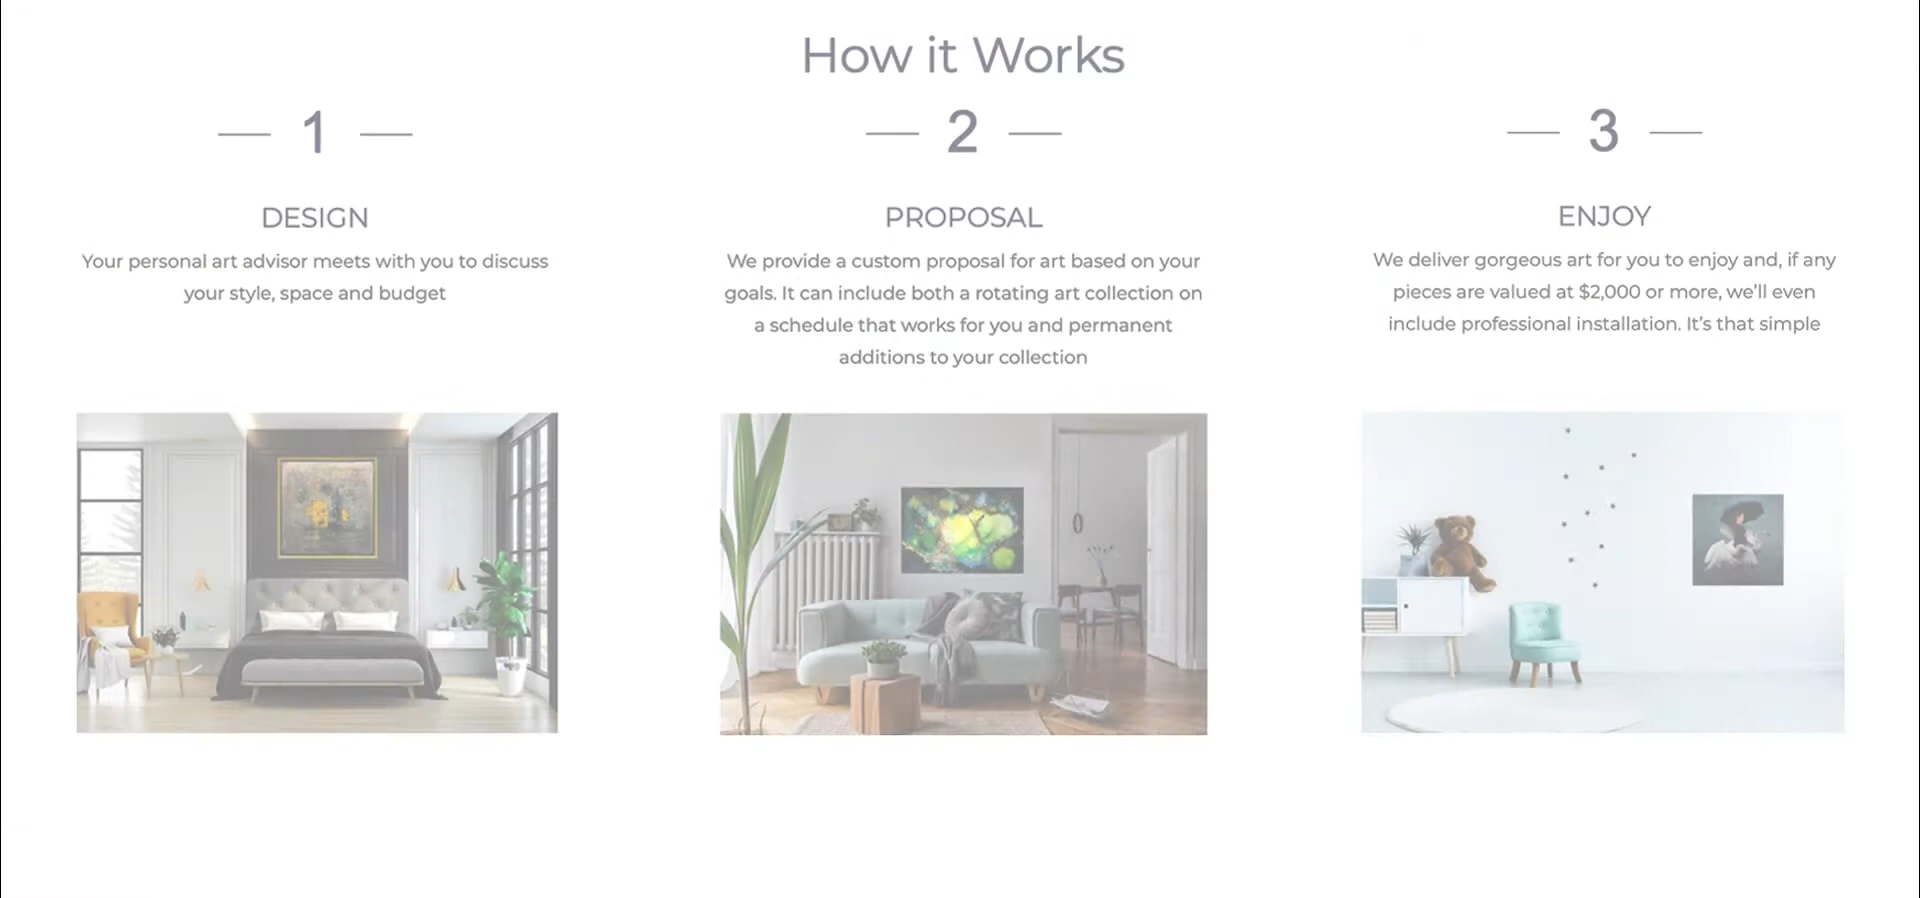 How it Works
1
DESIGN
Your personal art advisor meets with you to discuss
your style, space and budget
2
PROPOSAL
We provide a custom proposal for art based on your
goals. It can include both a rotating art collection on
a schedule that works for you and permanent
additions to your collection
3
ENJOY
We deliver gorgeous art for you to enjoy and, if any
pieces are valued at $2,000 or more, we'll even
include professional installation. It's that simple